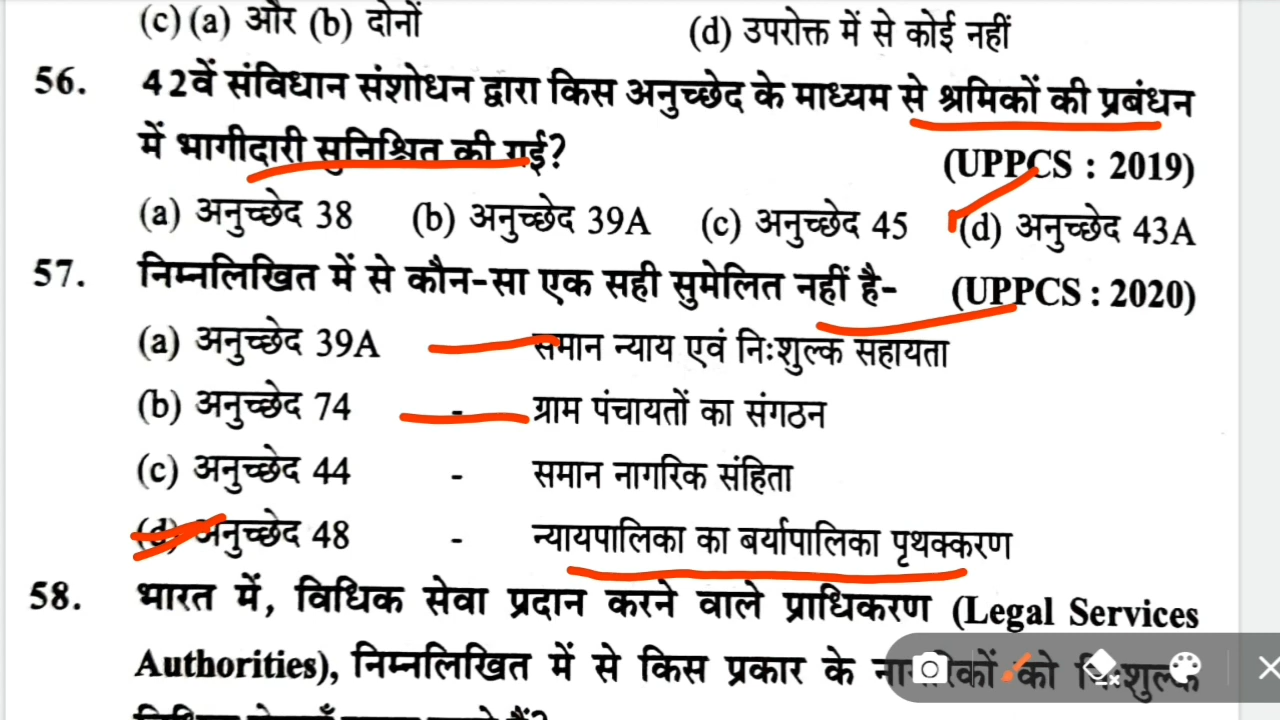 (c) (a) और (b) दोनों (d) उपरोक्त में से कोई नहीं
56. 42वें संविधान संशोधन द्वारा किस अनुच्छेद के माध्यम से श्रमिकों की प्रबंधन
में भागीदारी सुनिश्चित की गई? (UPPCS : 2019)
(a) अनुच्छेद 38 (b) अनुच्छेद 39A (c) अनुच्छेद 45 (d) अनुच्छेद 43A
57. निम्नलिखित में से कौन-सा एक सही सुमेलित नहीं है- (UPPCS : 2020)
(a) अनुच्छेद 39A समान न्याय एवं निःशुल्क सहायता
(b) अनुच्छेद 74 - ग्राम पंचायतों का संगठन
(c) अनुच्छेद 44 - समान नागरिक संहिता
(d) अनुच्छेद 48 - न्यायपालिका का बर्यापालिका पृथक्करण
58. भारत में, विधिक सेवा प्रदान करने वाले प्राधिकरण (Legal Services
Authorities), निम्नलिखित में से किस प्रकार के नागरिकों को निःशुल्क